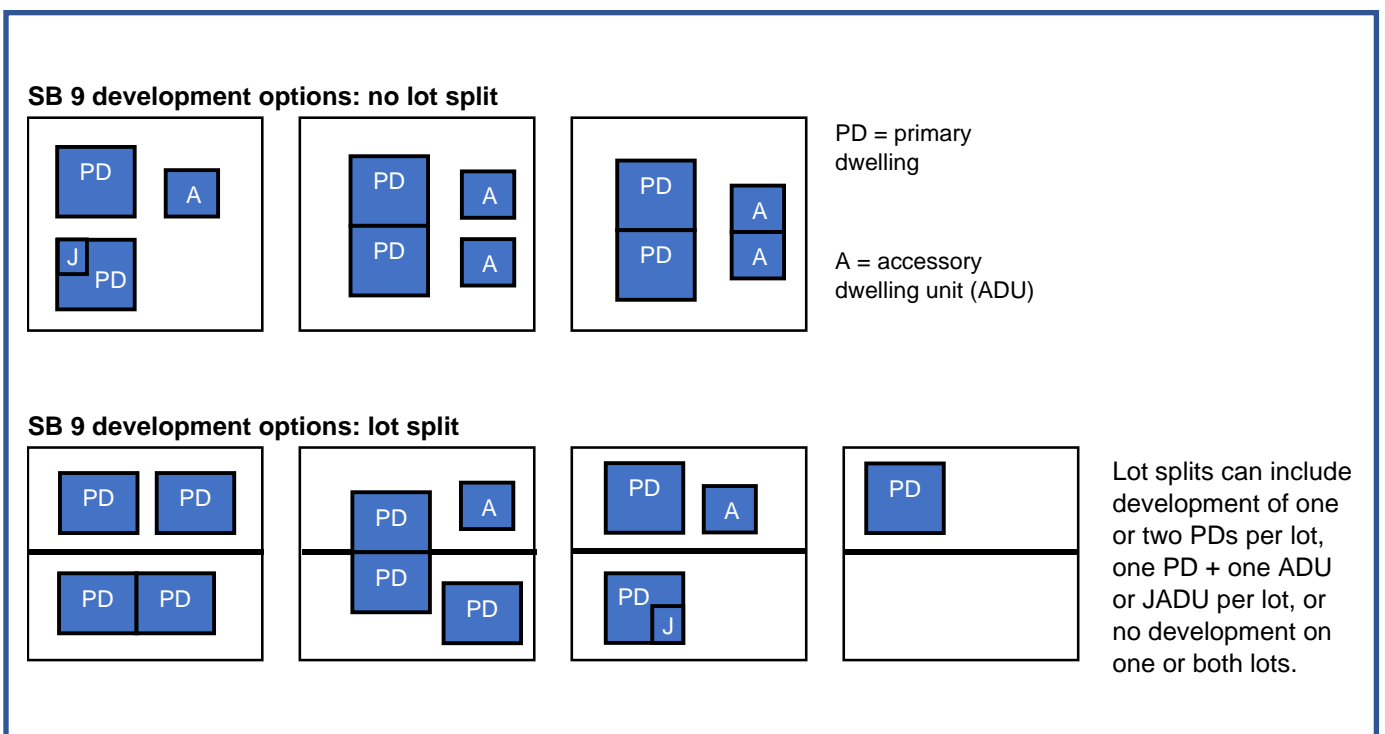 SB 9 development options: no lot split
PD
A
J
PD
PD
A
PD
A
PD
A
PD
A
PD = primary
dwelling
A = accessory
dwelling unit (ADU)
SB 9 development options: lot split
PD PD
PD PD
PD
A
PD
PD
PD
A
PD
J
PD
Lot splits can include
development of one
or two PDs per lot,
one PD + one ADU
or JADU per lot, or
no development on
one or both lots.